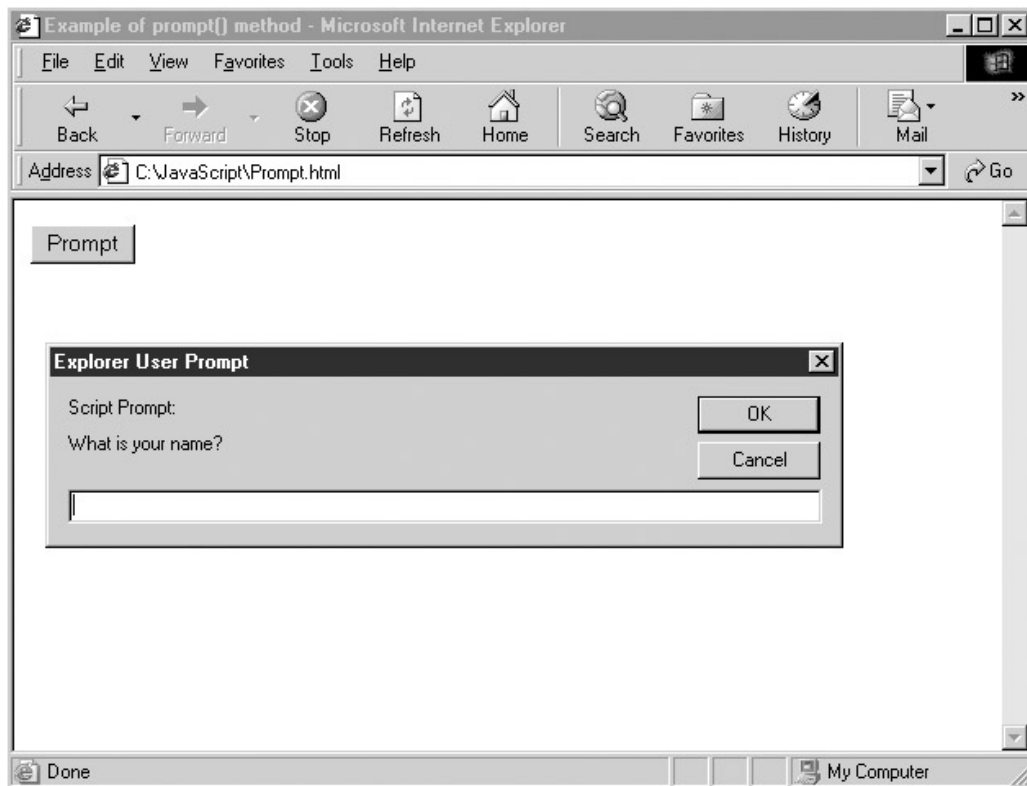 Example of prompt() method - Microsoft Internet Explorer
File Edit View Favorites Tools Help
Back Forward Stop Refresh Home Search Favorites History Mail »
Address C:\JavaScript\Prompt.html Go
Prompt
Explorer User Prompt
Script Prompt:
OK
What is your name?
Cancel
Done My Computer